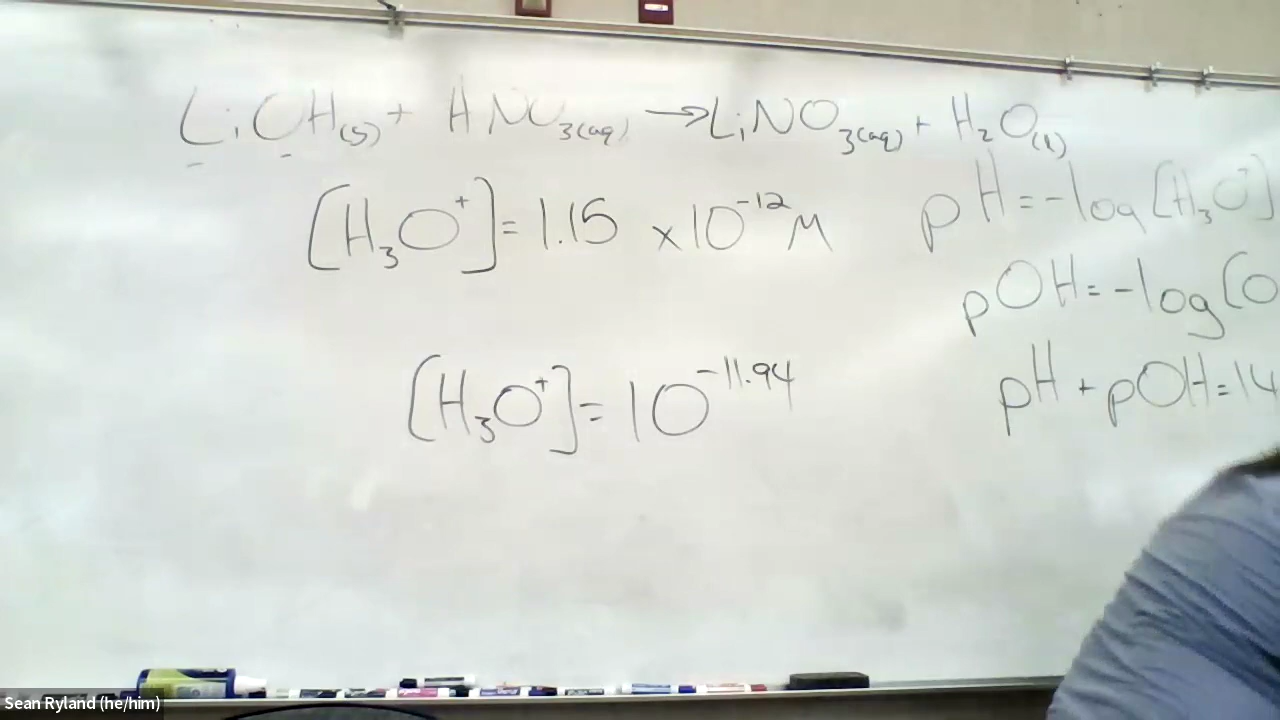 LiOH(s) + HNO₃(aq) → LiNO₃(aq) + H₂O(l)
[H₃O⁺] = 1.15 x 10⁻¹² M
pH = -log [H₃O⁺]
pOH = -log [O
[H₃O⁺] = 10⁻¹¹·⁹⁴
pH + pOH = 14
Sean Ryland (he/him)